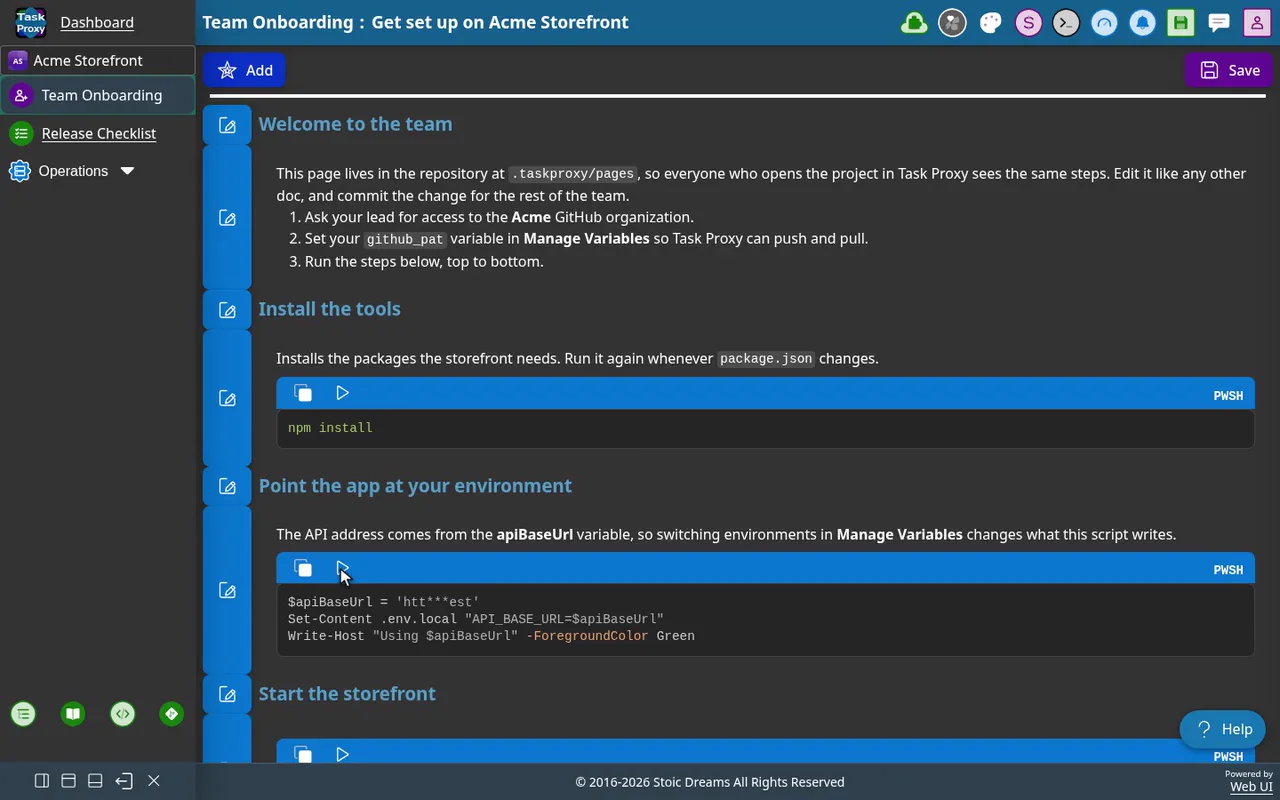 Task Proxy
Dashboard
Team Onboarding : Get set up on Acme Storefront
S
AS Acme Storefront
Team Onboarding
Release Checklist
Operations
Add
Save
Welcome to the team
This page lives in the repository at .taskproxy/pages, so everyone who opens the project in Task Proxy sees the same steps. Edit it like any other
doc, and commit the change for the rest of the team.
1. Ask your lead for access to the Acme GitHub organization.
2. Set your github_pat variable in Manage Variables so Task Proxy can push and pull.
3. Run the steps below, top to bottom.
Install the tools
Installs the packages the storefront needs. Run it again whenever package.json changes.
PWSH
npm install
Point the app at your environment
The API address comes from the apiBaseUrl variable, so switching environments in Manage Variables changes what this script writes.
PWSH
$apiBaseUrl = 'htt***est'
Set-Content .env.local "API_BASE_URL=$apiBaseUrl"
Write-Host "Using $apiBaseUrl" -ForegroundColor Green
Start the storefront
PWSH
? Help
© 2016-2026 Stoic Dreams All Rights Reserved
Powered by
Web UI